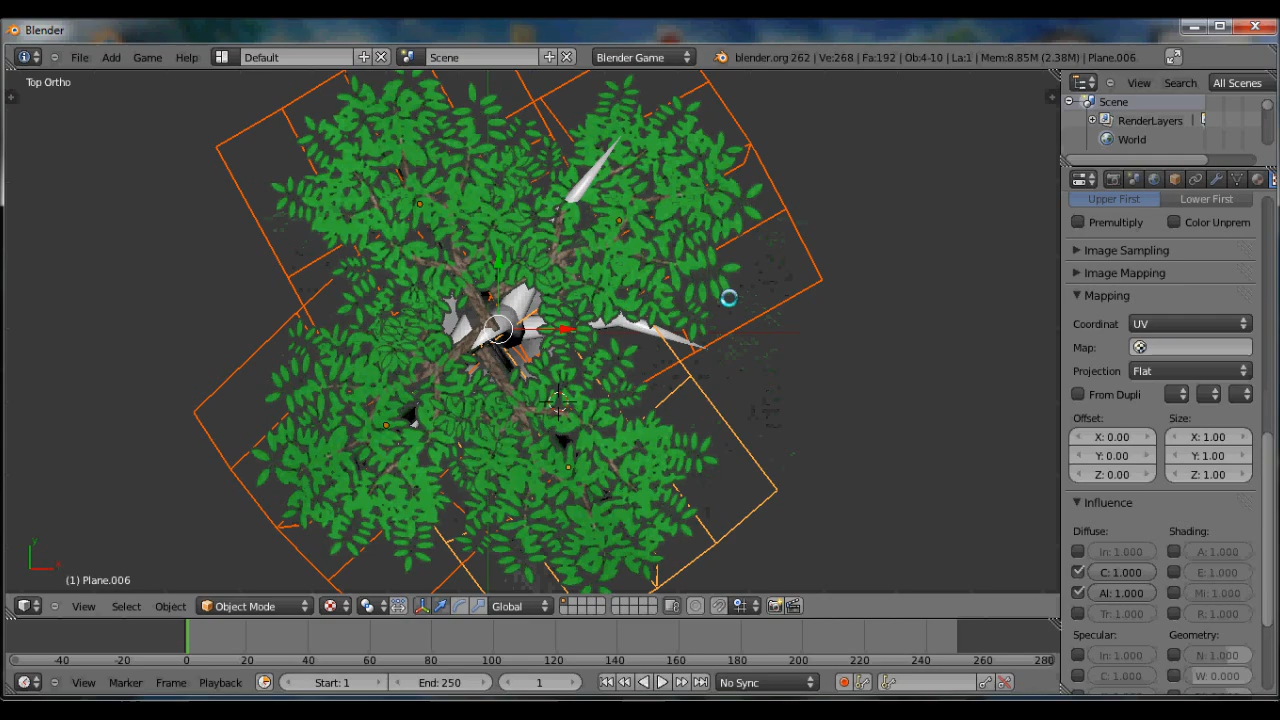 Blender
File Add Game Help Default Scene Blender Game blender.org 262 | Ve:268 | Fa:192 | Ob:4-10 | La:1 | Mem:8.85M (2.38M) | Plane.006
Top Ortho
View Search All Scenes
Scene
RenderLayers
World
Upper First Lower First
Premultiply Color Unprem
Image Sampling
Image Mapping
Mapping
Coordinat UV
Map:
Projection Flat
From Dupli
Offset: Size:
X: 0.00 X: 1.00
Y: 0.00 Y: 1.00
Z: 0.00 Z: 1.00
Influence
Diffuse: Shading:
In: 1.000 A: 1.000
C: 1.000 E: 1.000
Al: 1.000 Mi: 1.000
Tr: 1.000 R: 1.000
Specular: Geometry:
In: 1.000 N: 1.000
C: 1.000 W: 0.000
y
x
(1) Plane.006
View Select Object Object Mode Global
-40 -20 0 20 40 60 80 100 120 140 160 180 200 220 240 260 280
View Marker Frame Playback Start: 1 End: 250 1 No Sync